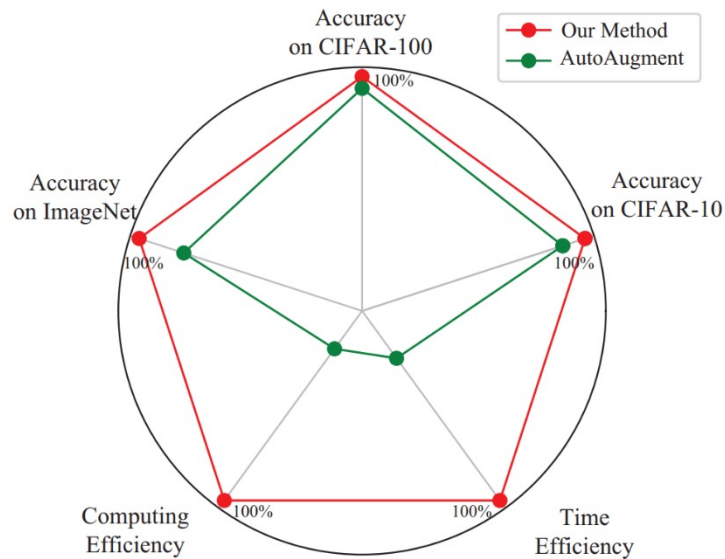 Accuracy
on CIFAR-100
100%
Our Method
AutoAugment
Accuracy
on ImageNet
100%
Accuracy
on CIFAR-10
100%
Computing
Efficiency
100%
100%
Time
Efficiency